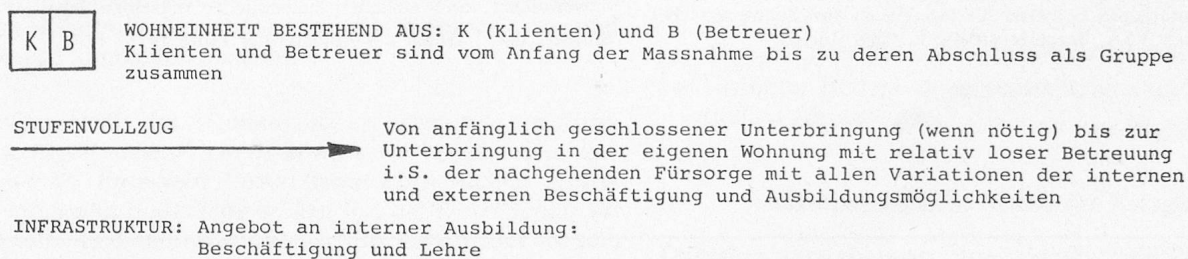 K B
WOHNEINHEIT BESTEHEND AUS: K (Klienten) und B (Betreuer)
Klienten und Betreuer sind vom Anfang der Massnahme bis zu deren Abschluss als Gruppe
zusammen
STUFENVOLLZUG
Von anfänglich geschlossener Unterbringung (wenn nötig) bis zur
Unterbringung in der eigenen Wohnung mit relativ loser Betreuung
i.S. der nachgehenden Fürsorge mit allen Variationen der internen
und externen Beschäftigung und Ausbildungsmöglichkeiten
INFRASTRUKTUR: Angebot an interner Ausbildung:
Beschäftigung und Lehre